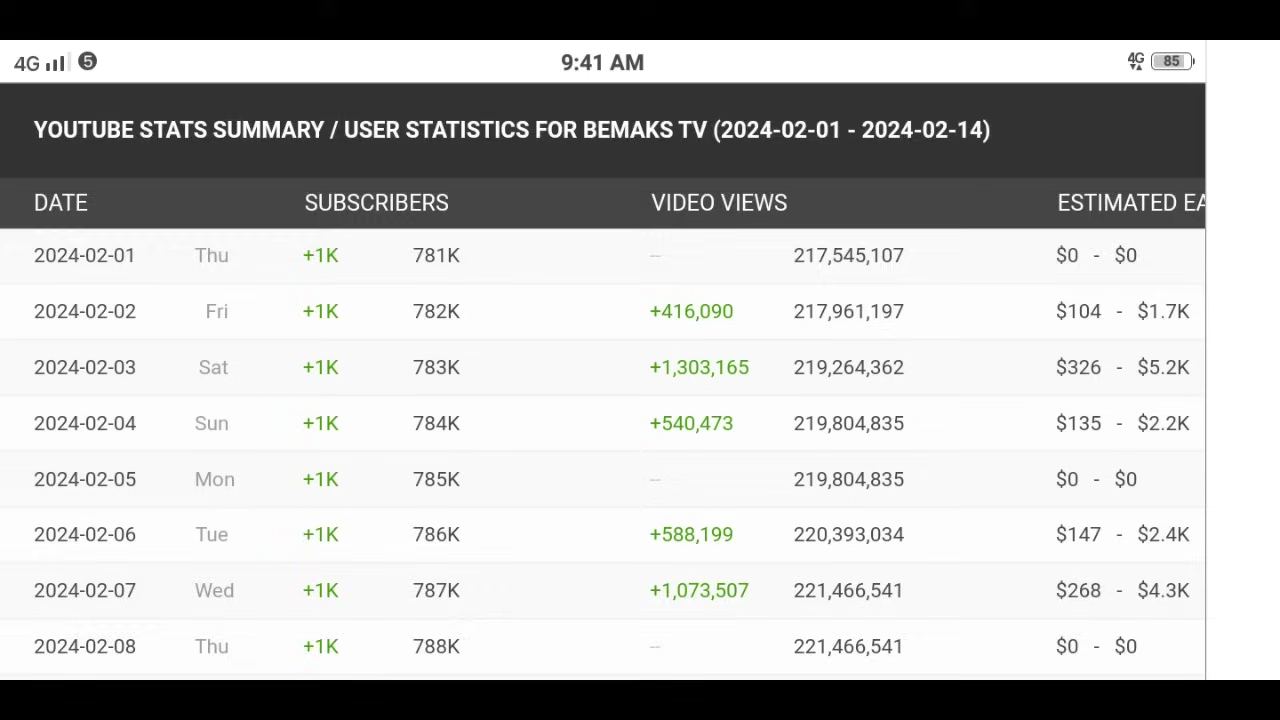 4G 5 9:41 AM 4G 85
YOUTUBE STATS SUMMARY / USER STATISTICS FOR BEMAKS TV (2024-02-01 - 2024-02-14)
DATE SUBSCRIBERS VIDEO VIEWS ESTIMATED EA
2024-02-01 Thu +1K 781K -- 217,545,107 $0 - $0
2024-02-02 Fri +1K 782K +416,090 217,961,197 $104 - $1.7K
2024-02-03 Sat +1K 783K +1,303,165 219,264,362 $326 - $5.2K
2024-02-04 Sun +1K 784K +540,473 219,804,835 $135 - $2.2K
2024-02-05 Mon +1K 785K -- 219,804,835 $0 - $0
2024-02-06 Tue +1K 786K +588,199 220,393,034 $147 - $2.4K
2024-02-07 Wed +1K 787K +1,073,507 221,466,541 $268 - $4.3K
2024-02-08 Thu +1K 788K -- 221,466,541 $0 - $0